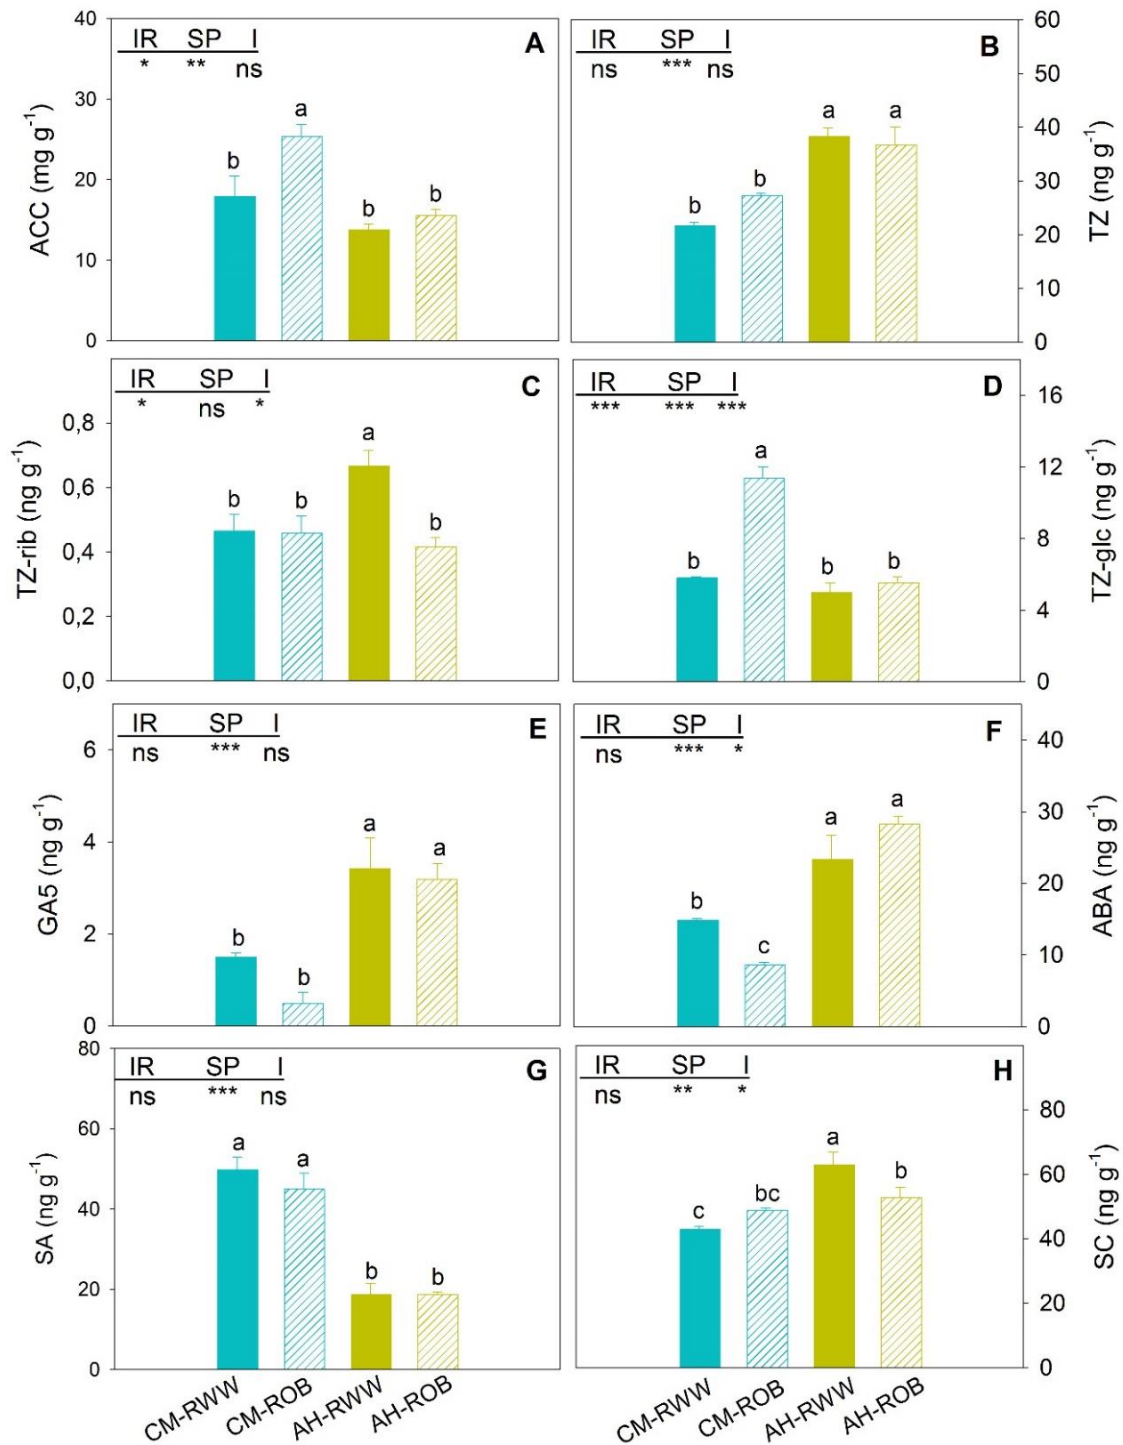 IR SP I
* ** ns
A
40
30
20
10
0
ACC (mg g⁻¹)
b
a
b
b
IR SP I
ns *** ns
B
60
50
40
30
20
10
0
TZ (ng g⁻¹)
b
b
a
a
IR SP I
* ns *
C
0,8
0,6
0,4
0,2
0,0
TZ-rib (ng g⁻¹)
b
b
a
b
IR SP I
*** *** ***
D
16
12
8
4
0
TZ-glc (ng g⁻¹)
b
a
b
b
IR SP I
ns *** ns
E
6
4
2
0
GA5 (ng g⁻¹)
b
b
a
a
IR SP I
ns *** *
F
40
30
20
10
0
ABA (ng g⁻¹)
b
c
a
a
IR SP I
ns *** ns
G
80
60
40
20
0
SA (ng g⁻¹)
a
a
b
b
CM-RWW
CM-ROB
AH-RWW
AH-ROB
IR SP I
ns ** *
H
80
60
40
20
0
SC (ng g⁻¹)
c
bc
a
b
CM-RWW
CM-ROB
AH-RWW
AH-ROB